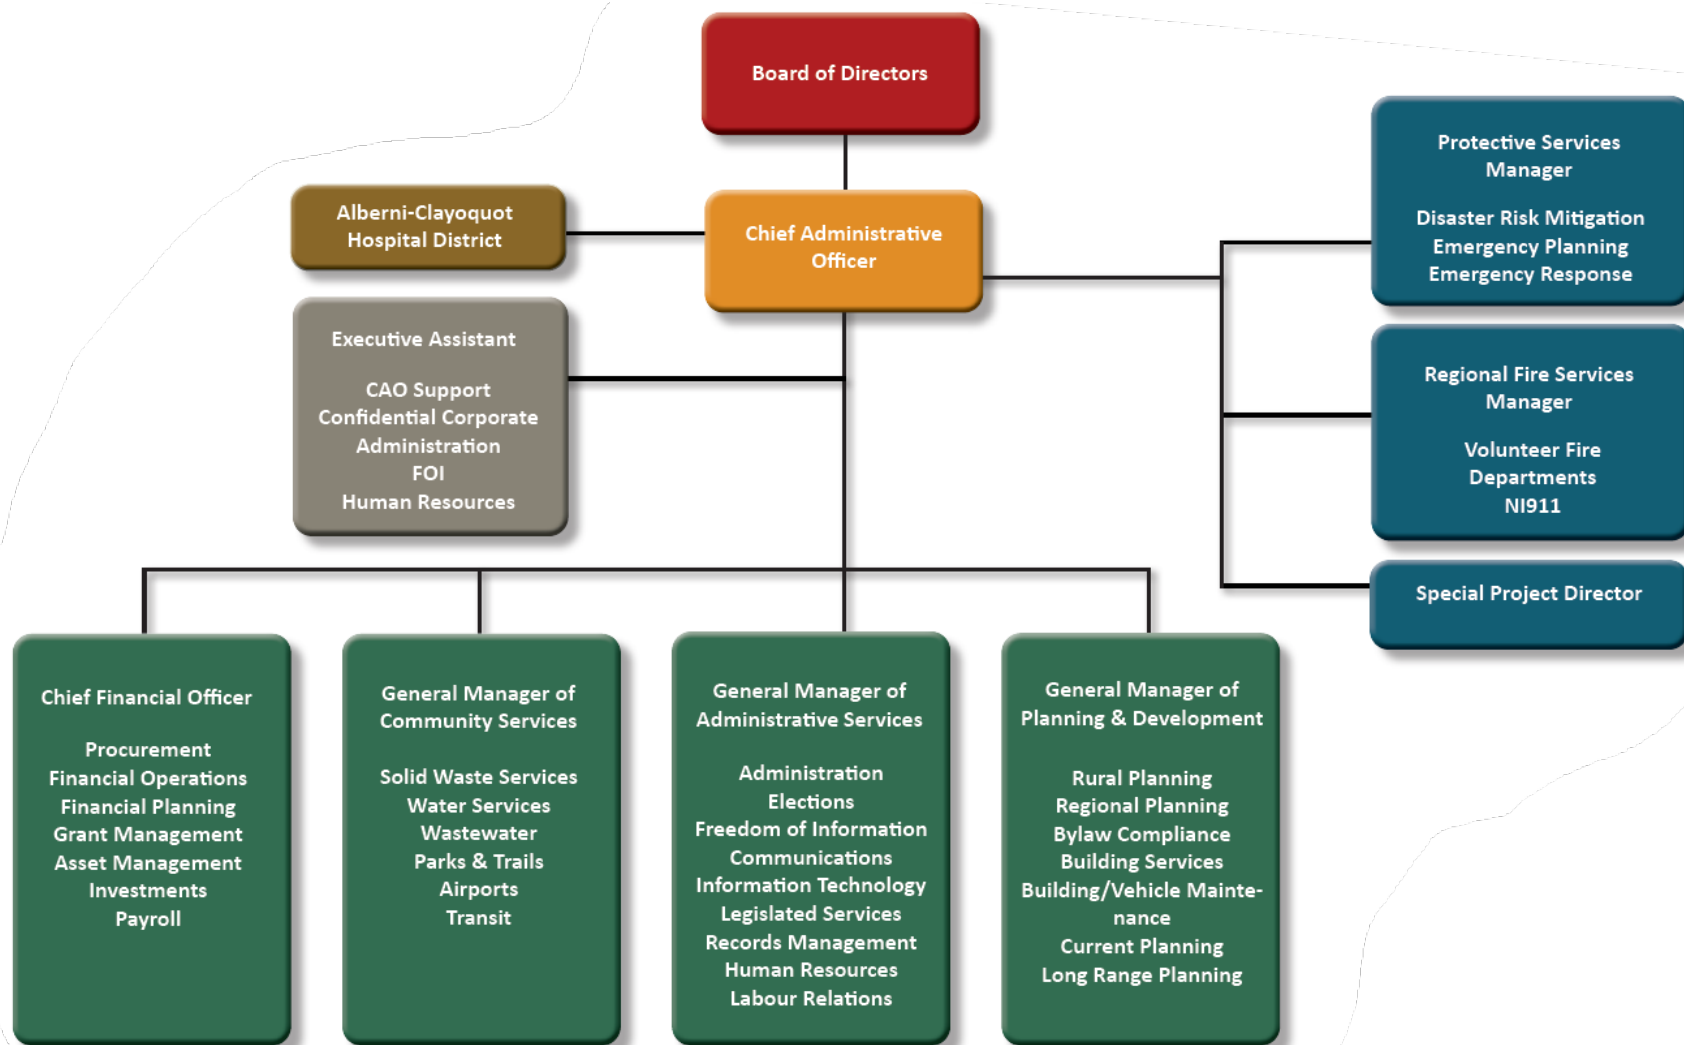 Board of Directors
Alberni-Clayoquot
Hospital District
Chief Administrative
Officer
Executive Assistant
CAO Support
Confidential Corporate
Administration
FOI
Human Resources
Protective Services
Manager
Disaster Risk Mitigation
Emergency Planning
Emergency Response
Regional Fire Services
Manager
Volunteer Fire
Departments
NI911
Special Project Director
Chief Financial Officer
Procurement
Financial Operations
Financial Planning
Grant Management
Asset Management
Investments
Payroll
General Manager of
Community Services
Solid Waste Services
Water Services
Wastewater
Parks & Trails
Airports
Transit
General Manager of
Administrative Services
Administration
Elections
Freedom of Information
Communications
Information Technology
Legislated Services
Records Management
Human Resources
Labour Relations
General Manager of
Planning & Development
Rural Planning
Regional Planning
Bylaw Compliance
Building Services
Building/Vehicle Mainte-
nance
Current Planning
Long Range Planning